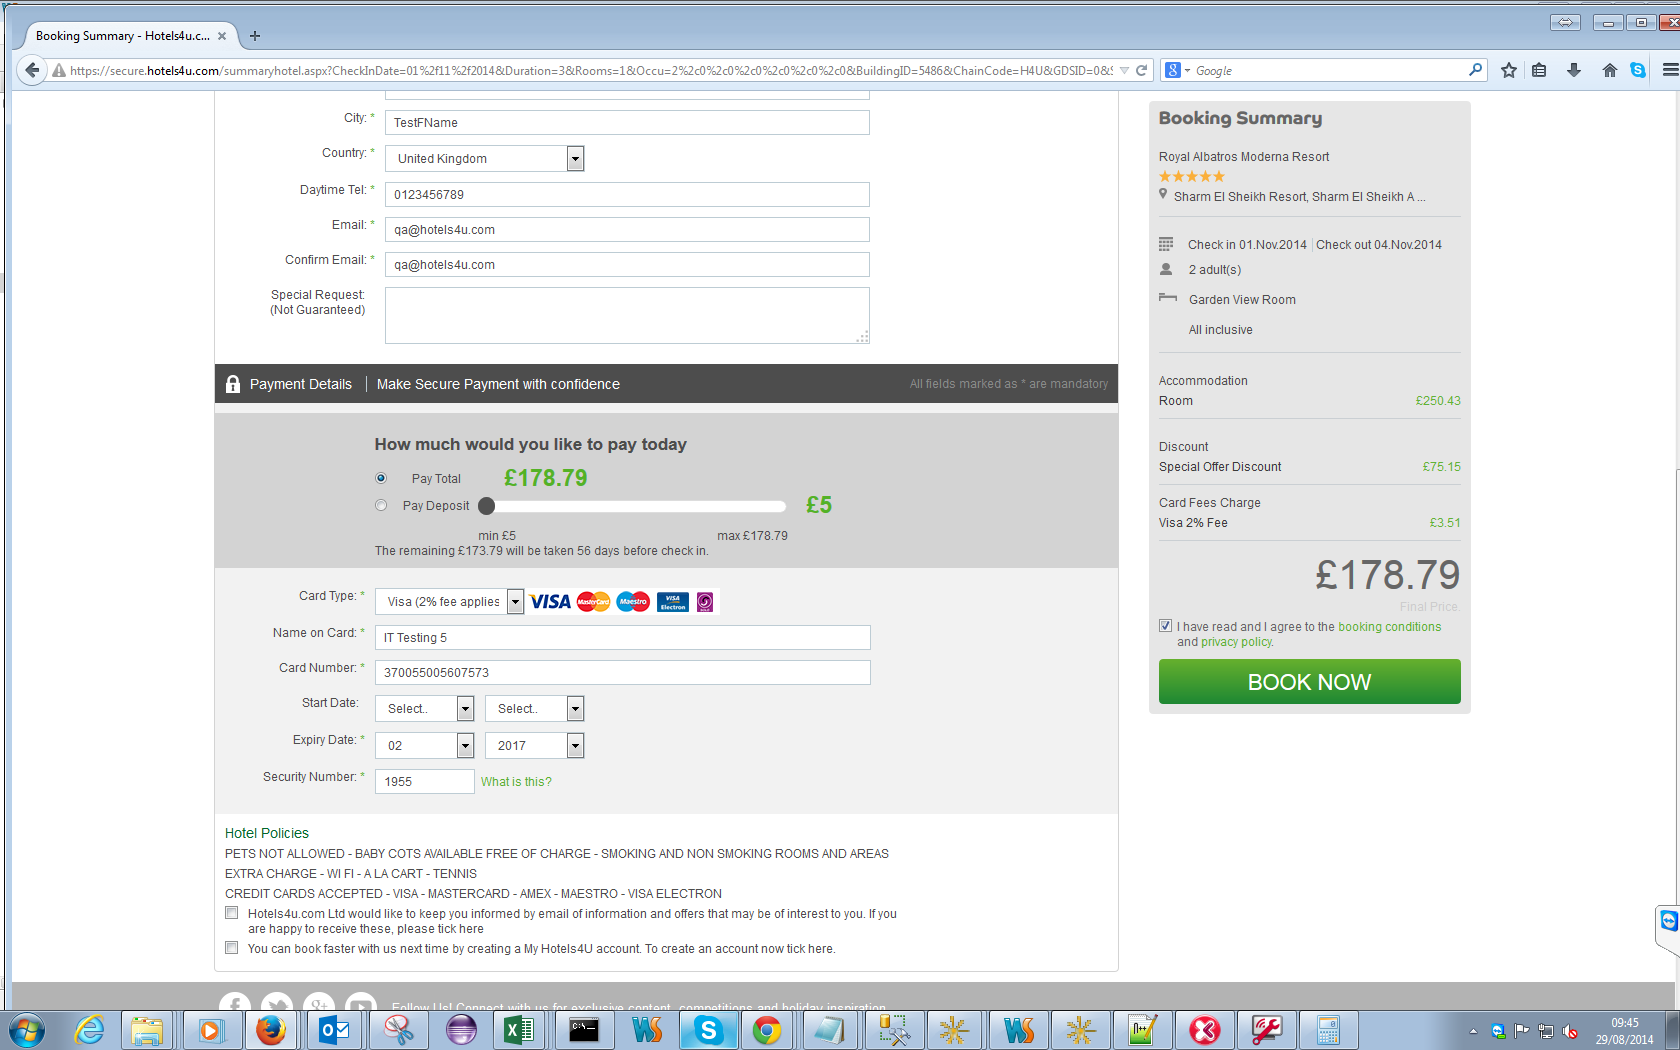 Booking Summary - Hotels4u.c...
https://secure.hotels4u.com/summaryhotel.aspx?CheckInDate=01%2f11%2f2014&Duration=3&Rooms=1&Occu=2%2c0%2c0%2c0%2c0%2c0%2c0&BuildingID=5486&ChainCode=H4U&GDSID=0&
Google
City: * TestFName
Country: * United Kingdom
Daytime Tel: * 0123456789
Email: * qa@hotels4u.com
Confirm Email: * qa@hotels4u.com
Special Request:
(Not Guaranteed)
Payment Details | Make Secure Payment with confidence All fields marked as * are mandatory
How much would you like to pay today
Pay Total £178.79
Pay Deposit £5
min £5 max £178.79
The remaining £173.79 will be taken 56 days before check in.
Card Type: * Visa (2% fee applies VISA MasterCard Maestro VISA Electron
Name on Card: * IT Testing 5
Card Number: * 370055005607573
Start Date: Select.. Select..
Expiry Date: * 02 2017
Security Number: * 1955 What is this?
Hotel Policies
PETS NOT ALLOWED - BABY COTS AVAILABLE FREE OF CHARGE - SMOKING AND NON SMOKING ROOMS AND AREAS
EXTRA CHARGE - WI FI - A LA CART - TENNIS
CREDIT CARDS ACCEPTED - VISA - MASTERCARD - AMEX - MAESTRO - VISA ELECTRON
Hotels4u.com Ltd would like to keep you informed by email of information and offers that may be of interest to you. If you
are happy to receive these, please tick here
You can book faster with us next time by creating a My Hotels4U account. To create an account now tick here.
Follow Us! Connect with us for exclusive content, competitions and holiday inspiration
Booking Summary
Royal Albatros Moderna Resort
Sharm El Sheikh Resort, Sharm El Sheikh A ...
Check in 01.Nov.2014 | Check out 04.Nov.2014
2 adult(s)
Garden View Room
All inclusive
Accommodation
Room £250.43
Discount
Special Offer Discount £75.15
Card Fees Charge
Visa 2% Fee £3.51
£178.79
Final Price.
I have read and I agree to the booking conditions
and privacy policy.
BOOK NOW
09:45
29/08/2014